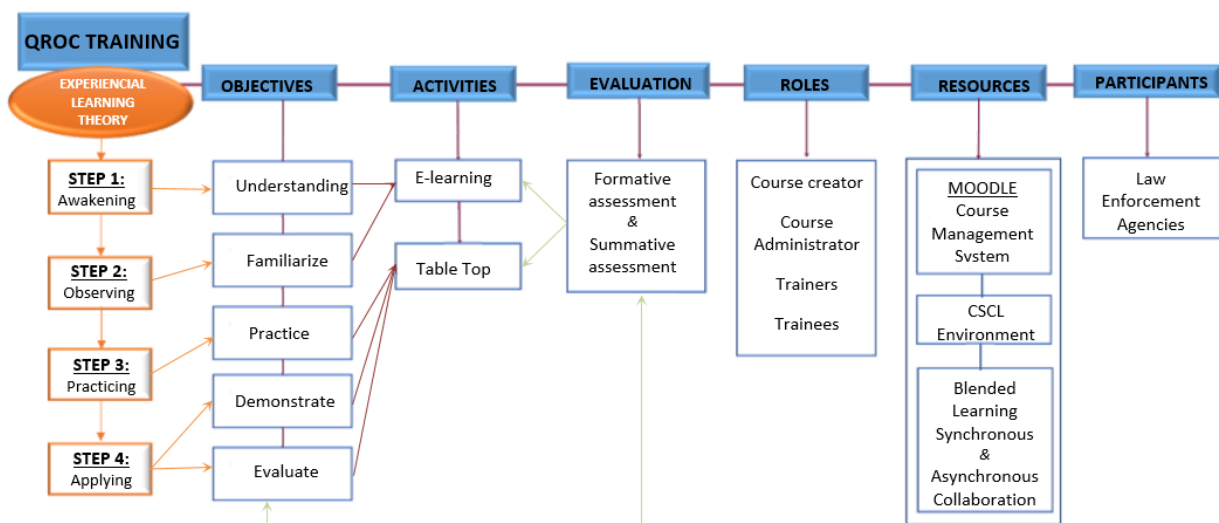 QROC TRAINING
EXPERIENCIAL
LEARNING
THEORY
OBJECTIVES
ACTIVITIES
EVALUATION
ROLES
RESOURCES
PARTICIPANTS
STEP 1:
Awakening
STEP 2:
Observing
STEP 3:
Practicing
STEP 4:
Applying
Understanding
Familiarize
Practice
Demonstrate
Evaluate
E-learning
Table Top
Formative
assessment
&
Summative
assessment
Course creator
Course
Administrator
Trainers
Trainees
MOODLE
Course
Management
System
CSCL
Environment
Blended
Learning
Synchronous
&
Asynchronous
Collaboration
Law
Enforcement
Agencies